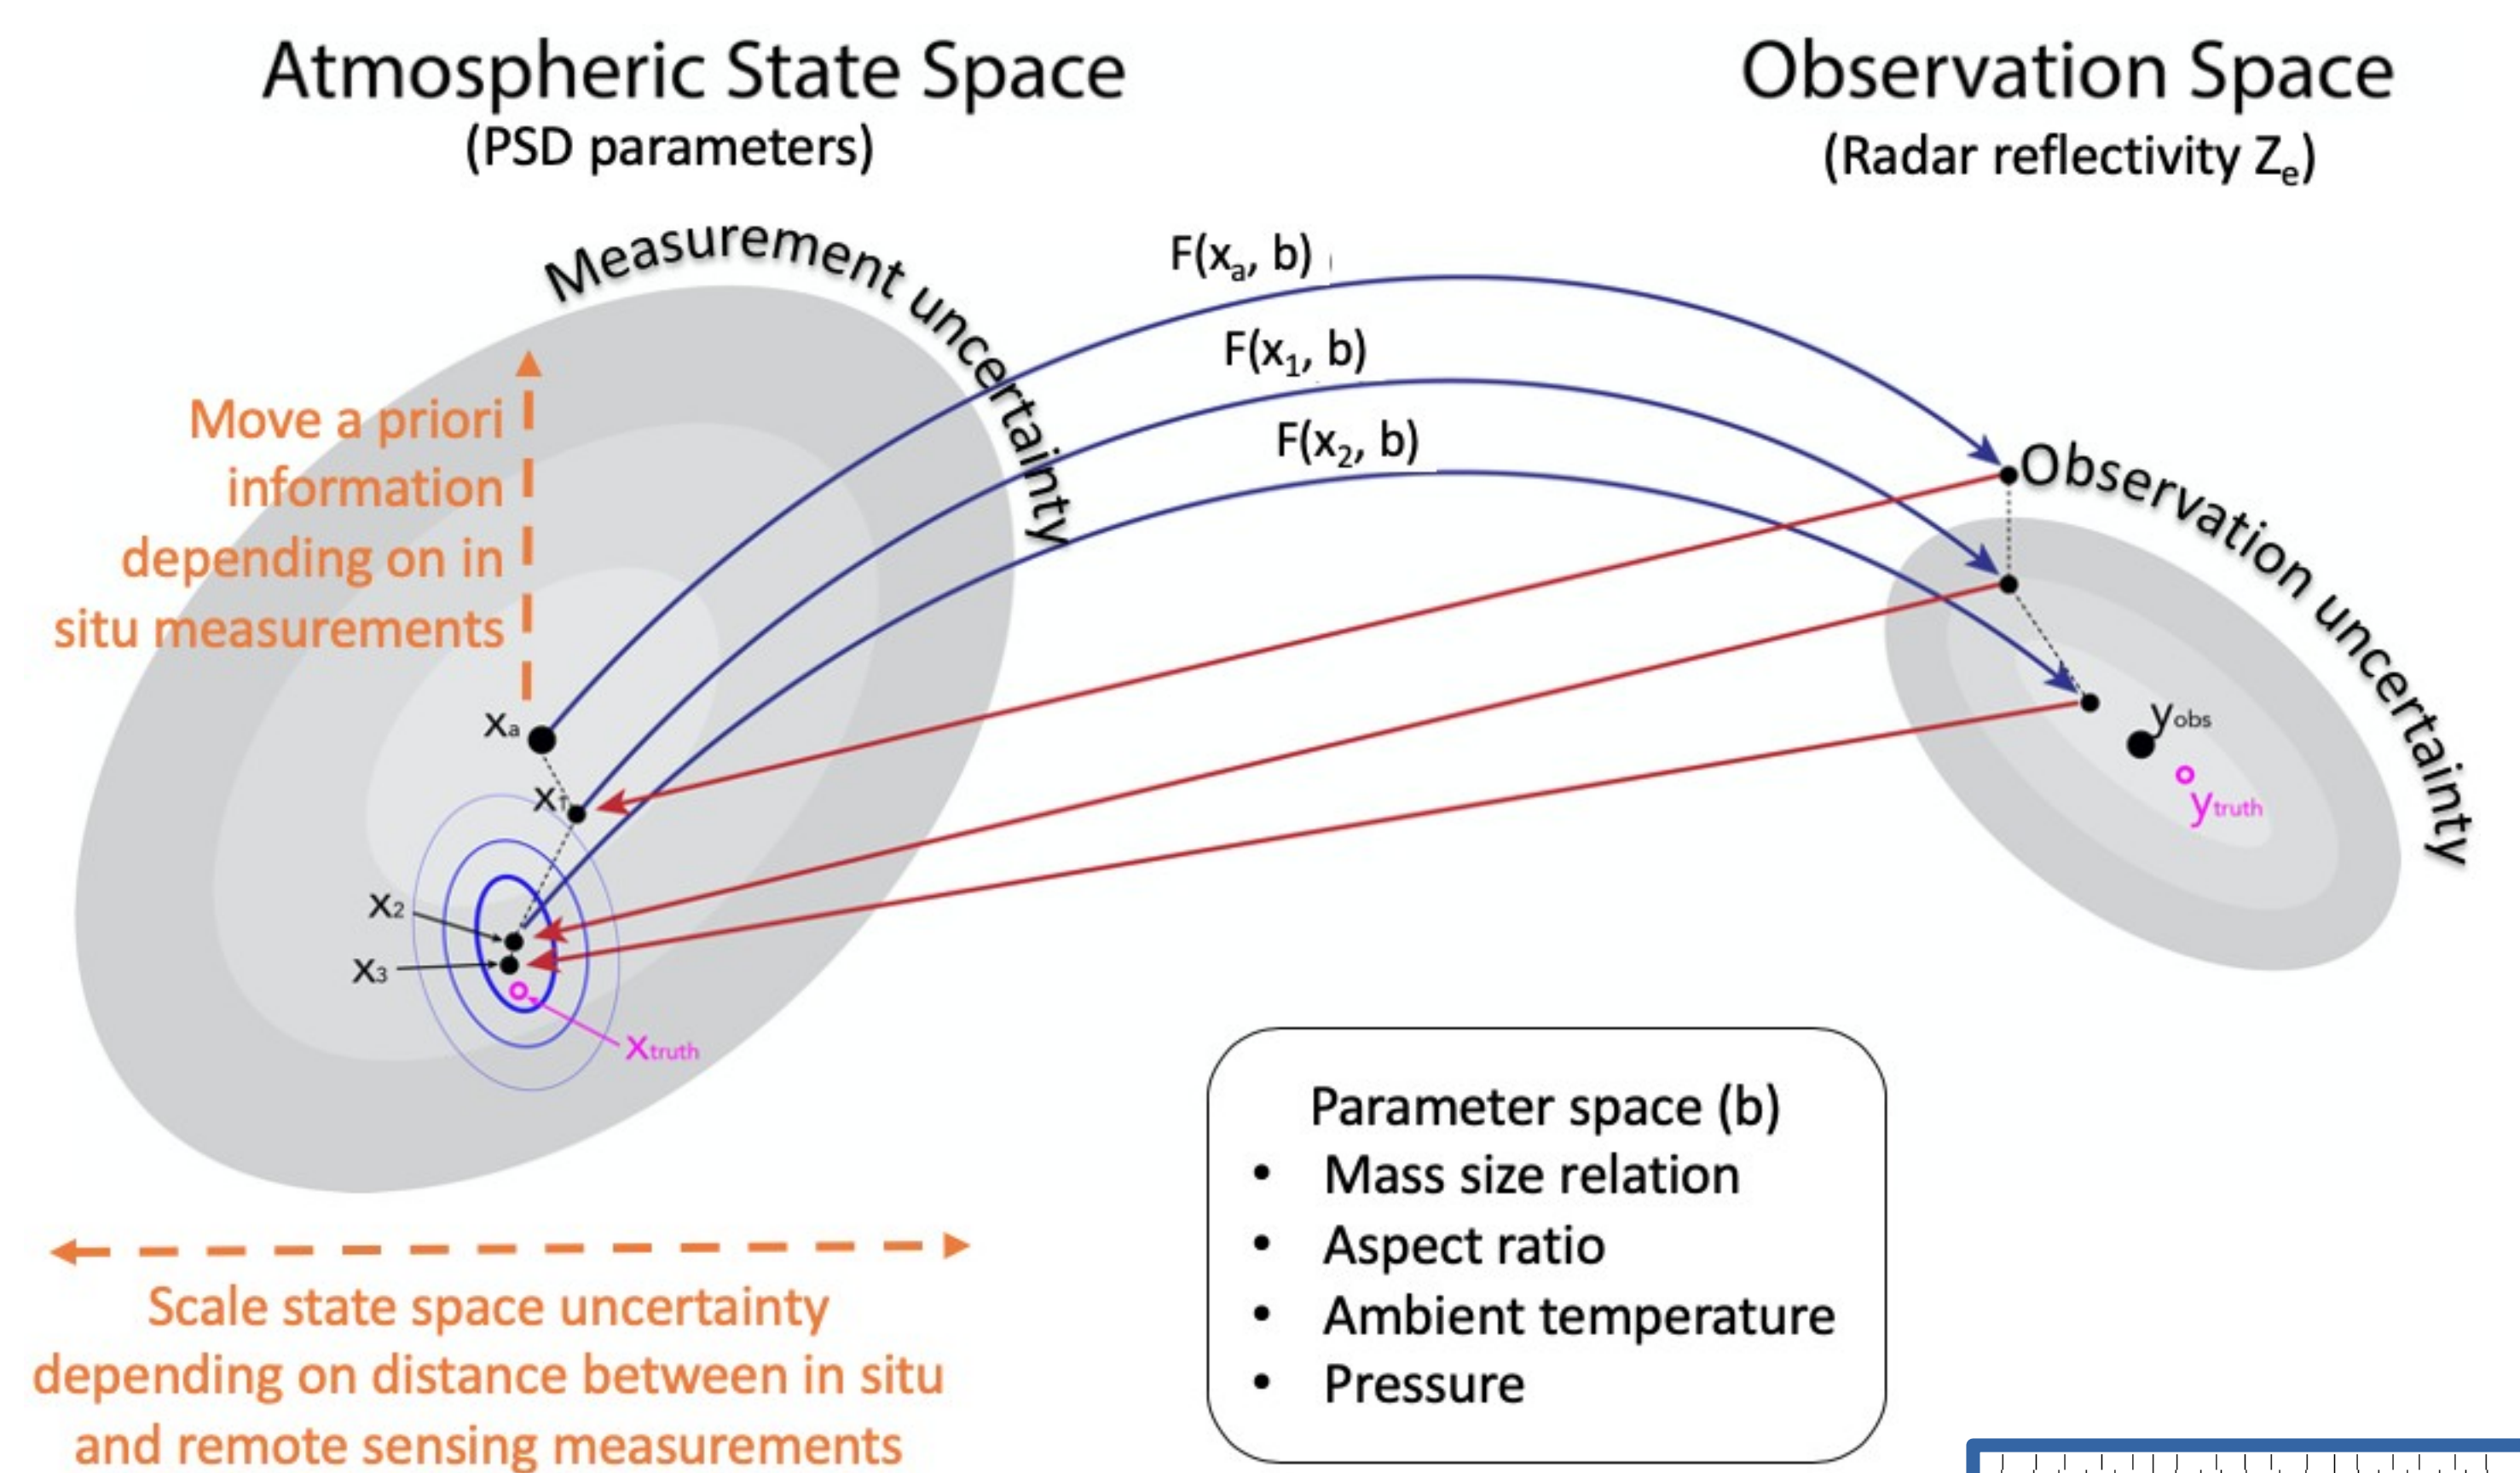 Atmospheric State Space
(PSD parameters)
Observation Space
(Radar reflectivity Ze)
Measurement uncertainty
F(xa, b)
F(x1, b)
F(x2, b)
Move a priori
information
depending on in
situ measurements
Observation uncertainty
xa
x1
x2
x3
xtruth
yobs
ytruth
Parameter space (b)
• Mass size relation
• Aspect ratio
• Ambient temperature
• Pressure
Scale state space uncertainty
depending on distance between in situ
and remote sensing measurements